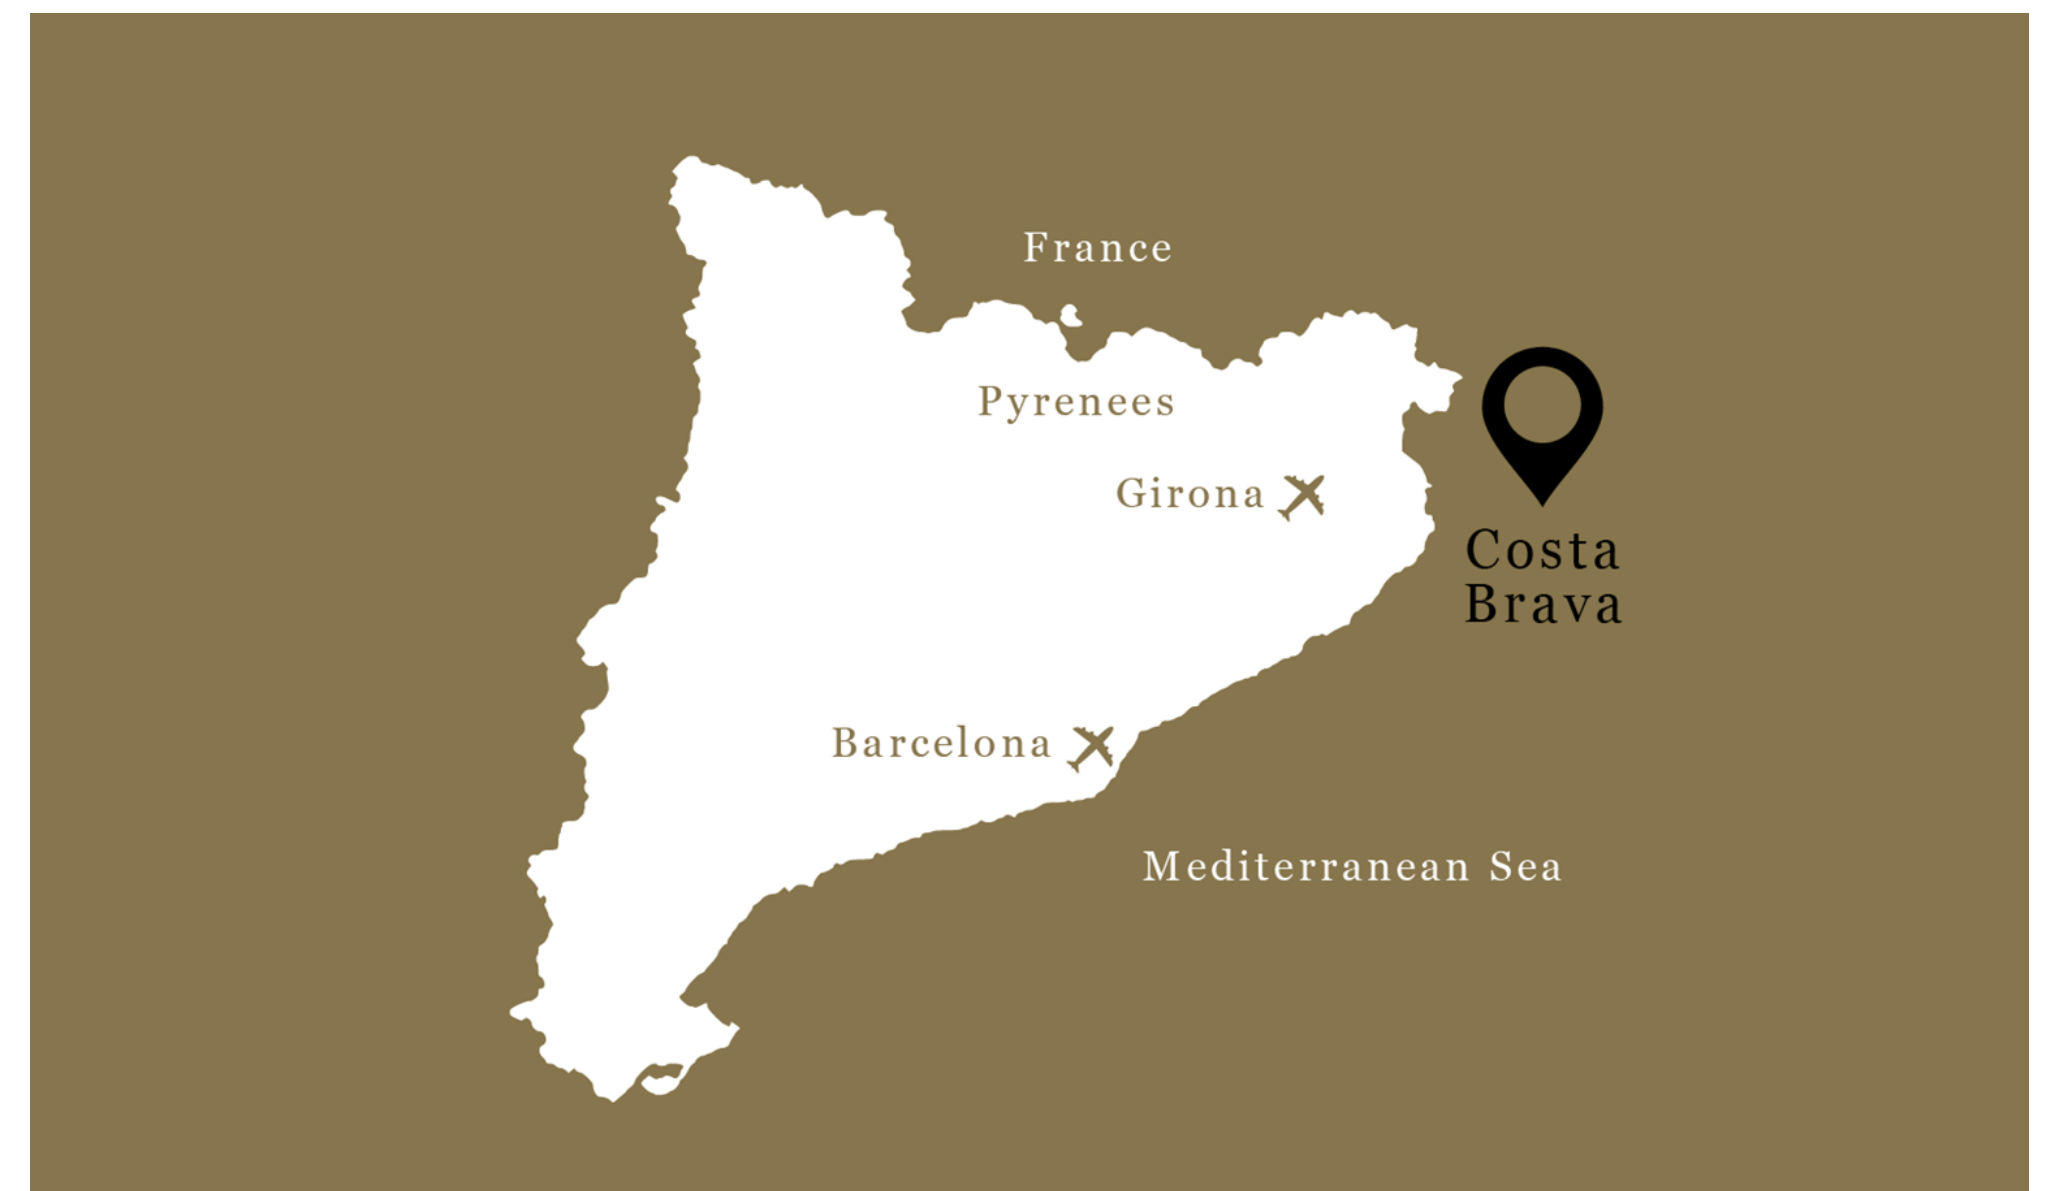 France
Pyrenees
Girona
Costa
Brava
Barcelona
Mediterranean Sea